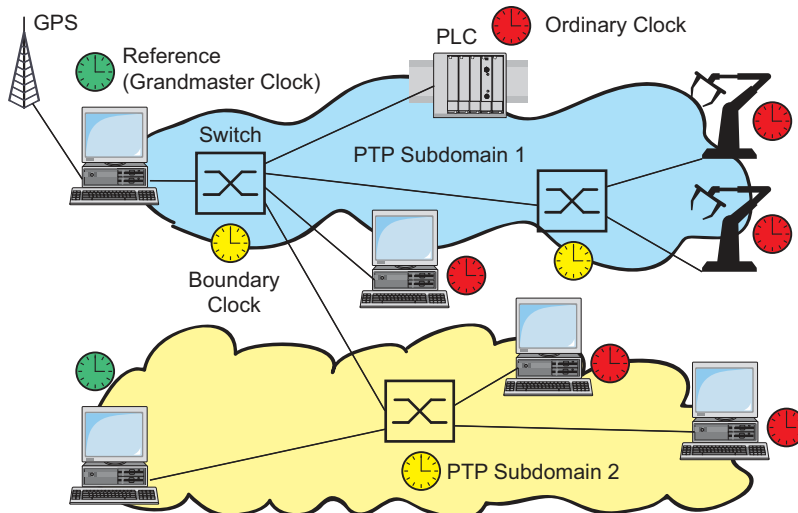 GPS
Reference
(Grandmaster Clock)
PLC
Ordinary Clock
Switch
PTP Subdomain 1
Boundary
Clock
PTP Subdomain 2